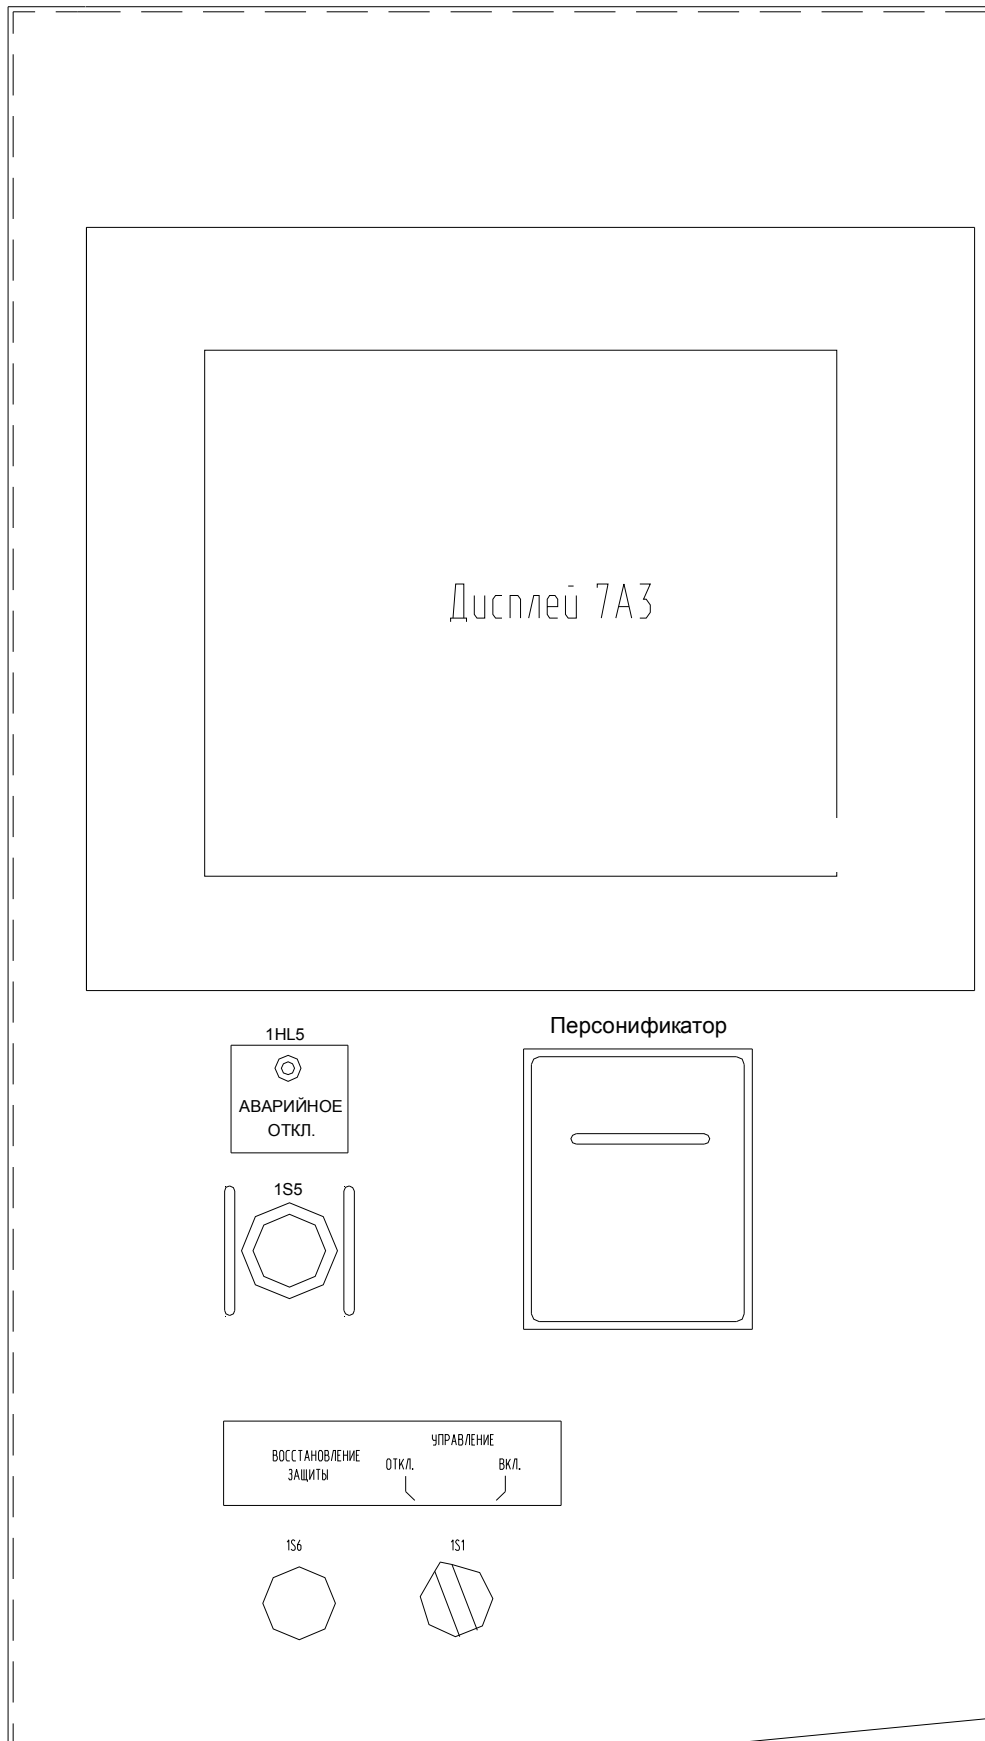 Дисплей 7А3
1HL5
Персонификатор
АВАРИЙНОЕ
ОТКЛ.
1S5
УПРАВЛЕНИЕ
ВОССТАНОВЛЕНИЕ
ЗАЩИТЫ
ОТКЛ.
ВКЛ.
1S6
1S1